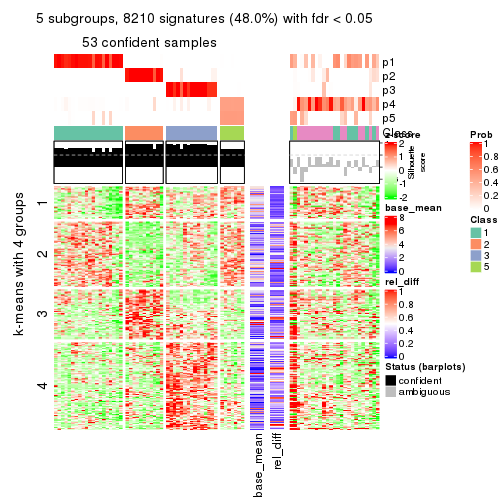 5 subgroups, 8210 signatures (48.0%) with fdr < 0.05
53 confident samples
p1
p2
p3
p4
p5
Class
Silhouette
score
k-means with 4 groups
1
2
3
4
base_mean
rel_diff
z-score
2
1
0
-1
-2
base_mean
8
6
4
2
0
rel_diff
1
0.8
0.6
0.4
0.2
0
Status (barplots)
confident
ambiguous
Prob
1
0.8
0.6
0.4
0.2
0
Class
1
2
3
4
5